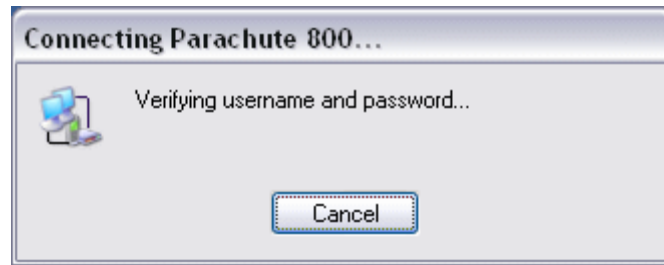 Connecting Parachute 800...
Verifying username and password...
Cancel